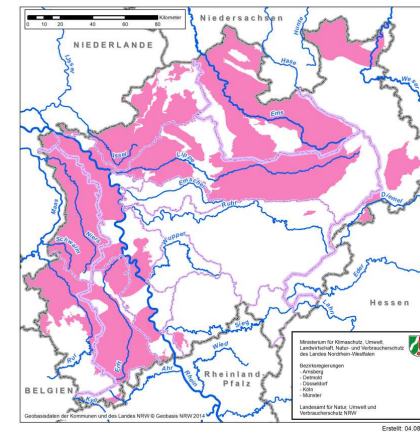 0 10 20 40 60 80
Kilometer
Niedersachsen
NIEDERLANDE
Hunte
Hase
Weser
Ems
Issel
Lippe
Emscher
Ruhr
Diemel
Maas
Schwalm
Niers
Wupper
Eder
Hessen
Lahn
Sieg
Wied
Rur
Erft
Ahr
Rhein
Rheinland-
Pfalz
BELGIEN
Kyll
Ministerium für Klimaschutz, Umwelt,
Landwirtschaft, Natur- und Verbraucherschutz
des Landes Nordrhein-Westfalen
Bezirksregierungen
- Arnsberg
- Detmold
- Düsseldorf
- Köln
- Münster
Landesamt für Natur, Umwelt und
Verbraucherschutz NRW
Geobasisdaten der Kommunen und des Landes NRW © Geobasis NRW 2014